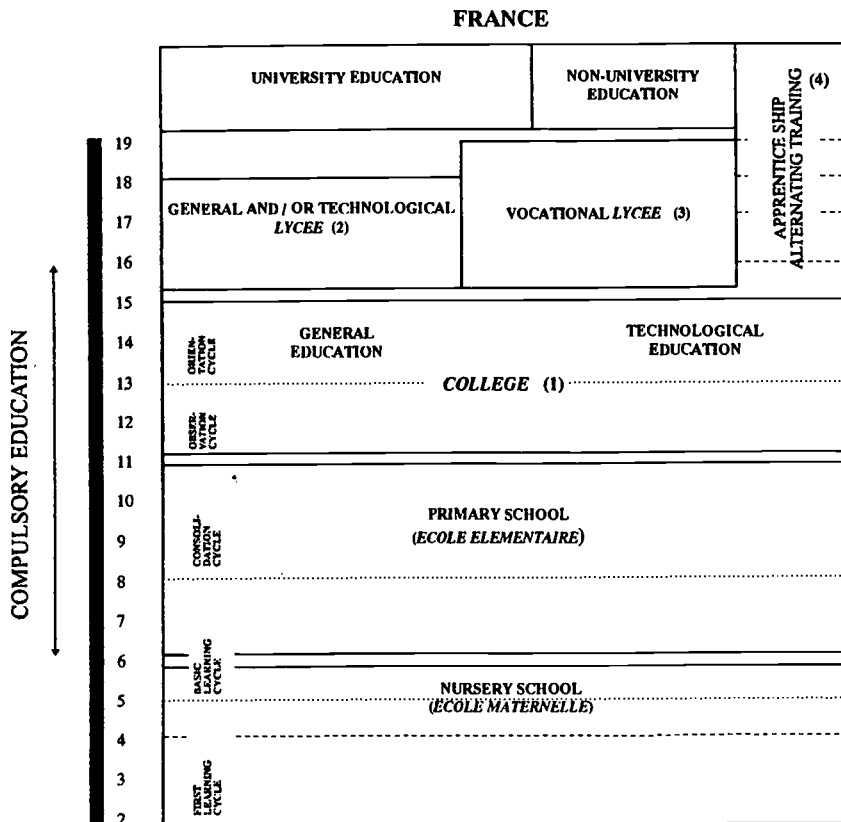 FRANCE
UNIVERSITY EDUCATION
NON-UNIVERSITY
EDUCATION
APPRENTICE SHIP
ALTERNATING TRAINING
(4)
19
18
17
16
15
14
13
12
11
10
9
8
7
6
5
4
3
2
GENERAL AND / OR TECHNOLOGICAL
LYCEE (2)
VOCATIONAL LYCEE (3)
COMPULSORY EDUCATION
ORIEN-
TATION
CYCLE
GENERAL
EDUCATION
TECHNOLOGICAL
EDUCATION
COLLEGE (1)
OBSER-
VATION
CYCLE
CONSOLI-
DATION
CYCLE
PRIMARY SCHOOL
(ECOLE ELEMENTAIRE)
BASIC
LEARNING
CYCLE
NURSERY SCHOOL
(ECOLE MATERNELLE)
FIRST
LEARNING
CYCLE